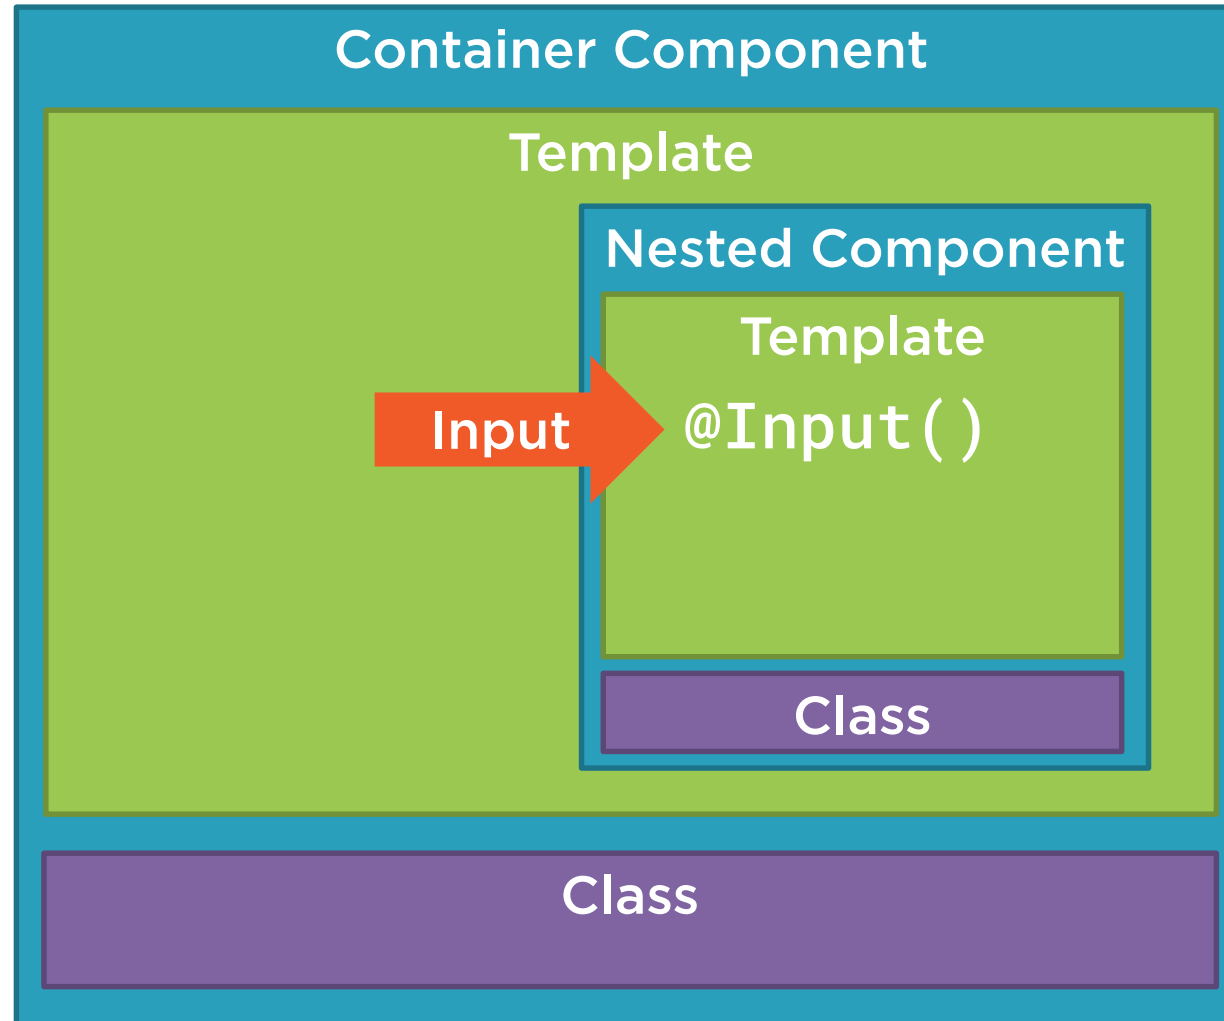 Container Component
Template
Nested Component
Template
Input @Input()
Class
Class